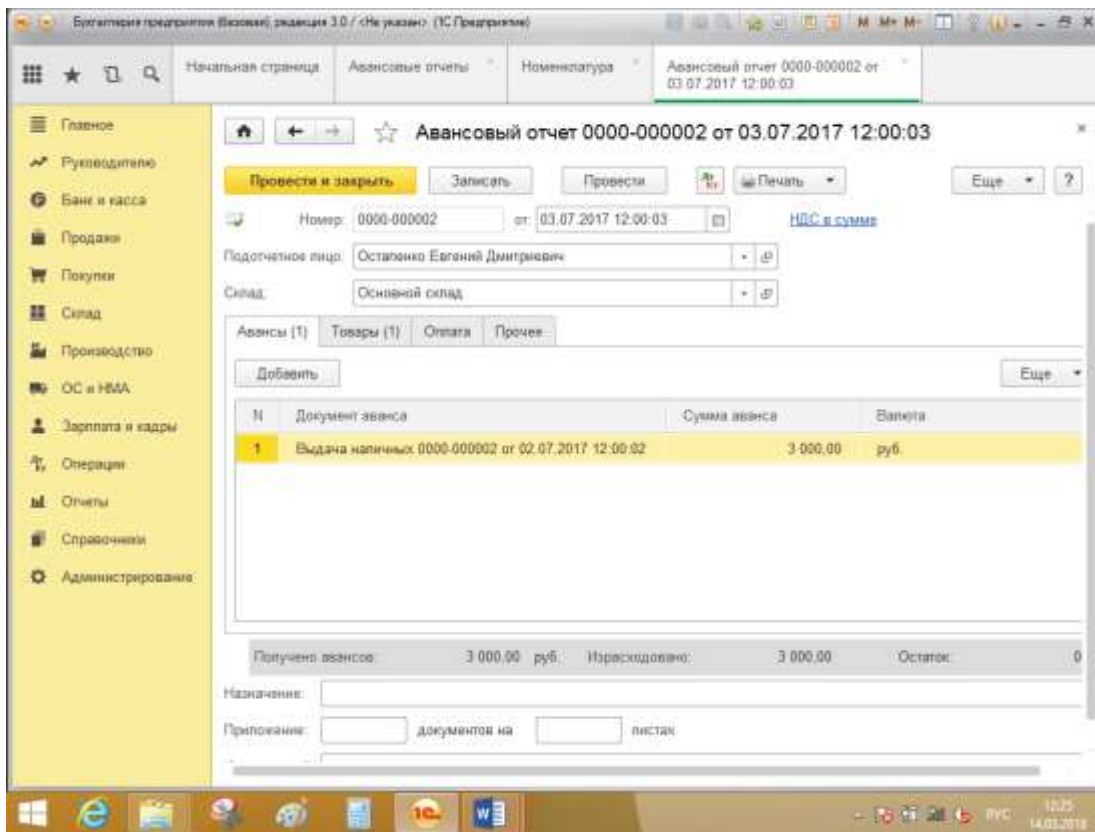 Бухгалтерия предприятия (базовая), редакция 3.0 / <Не указан> (1С:Предприятие)
M M+ M-
Начальная страница
Авансовые отчеты
Номенклатура
Авансовый отчет 0000-000002 от
03.07.2017 12:00:03
Главное
Руководителю
Банк и касса
Продажи
Покупки
Склад
Производство
ОС и НМА
Зарплата и кадры
Операции
Отчеты
Справочники
Администрирование
Авансовый отчет 0000-000002 от 03.07.2017 12:00:03
Провести и закрыть Записать Провести Печать Еще ?
Номер: 0000-000002 от: 03.07.2017 12:00:03 НДС в сумме
Подотчетное лицо: Остапенко Евгений Дмитриевич
Склад: Основной склад
Авансы (1) Товары (1) Оплата Прочее
Добавить Еще
N Документ аванса Сумма аванса Валюта
1 Выдача наличных 0000-000002 от 02.07.2017 12:00:02 3 000,00 руб.
Получено авансов: 3 000,00 руб. Израсходовано: 3 000,00 Остаток: 0
Назначение:
Приложение: документов на листах
1С
РУС
12:25
14.03.2018